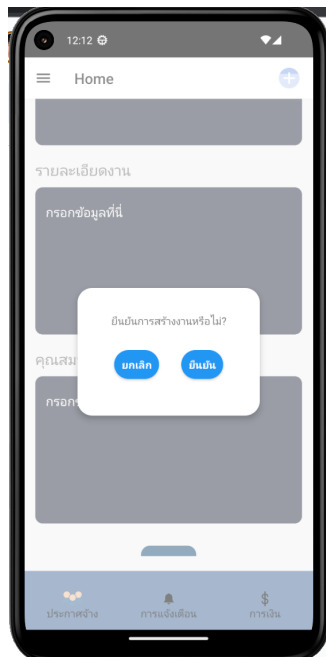 12:12
Home
รายละเอียดงาน
กรอกข้อมูลที่นี่
ยืนยันการสร้างงานหรือไม่?
ยกเลิก
ยืนยัน
คุณสม
กรอก
ประกาศจ้าง
การแจ้งเตือน
$
การเงิน